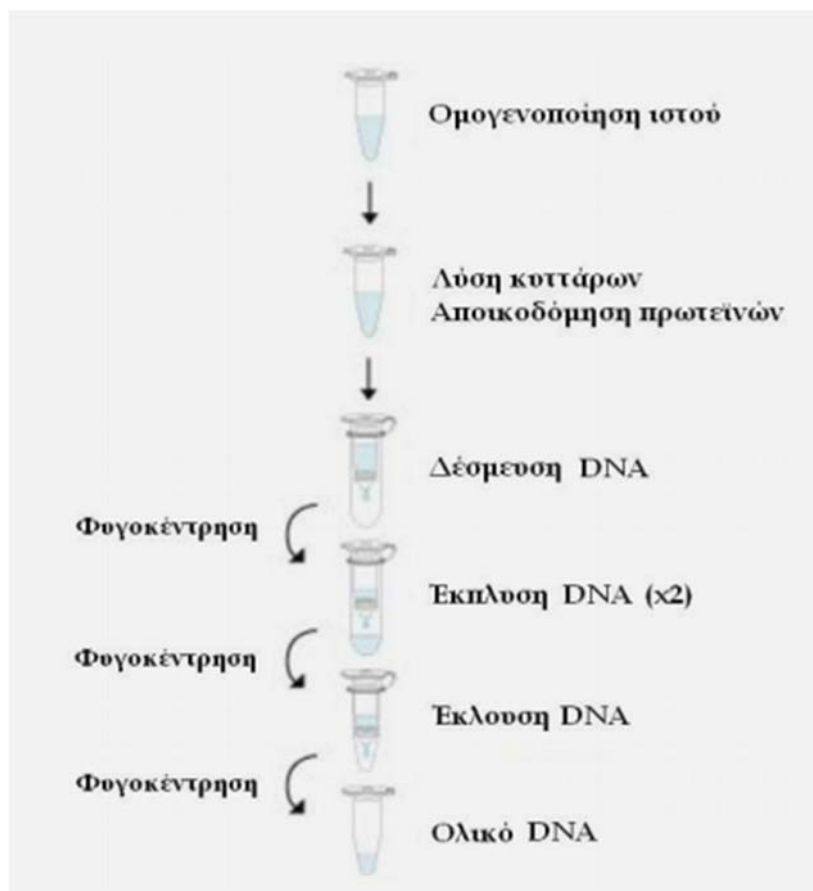 Ομογενοποίηση ιστού
Λύση κυττάρων
Αποικοδόμηση πρωτεϊνών
Δέσμευση DNA
Φυγοκέντρηση
Έκπλυση DNA (x2)
Φυγοκέντρηση
Έκλουση DNA
Φυγοκέντρηση
Ολικό DNA